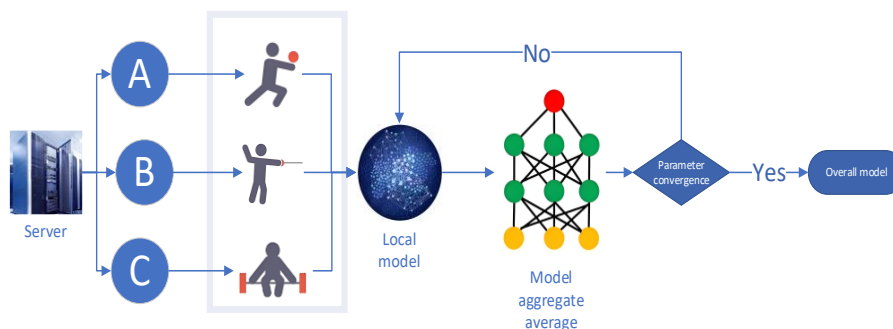 No
A
B
C
Server
Local
model
Model
aggregate
average
Parameter
convergence
Yes
Overall model